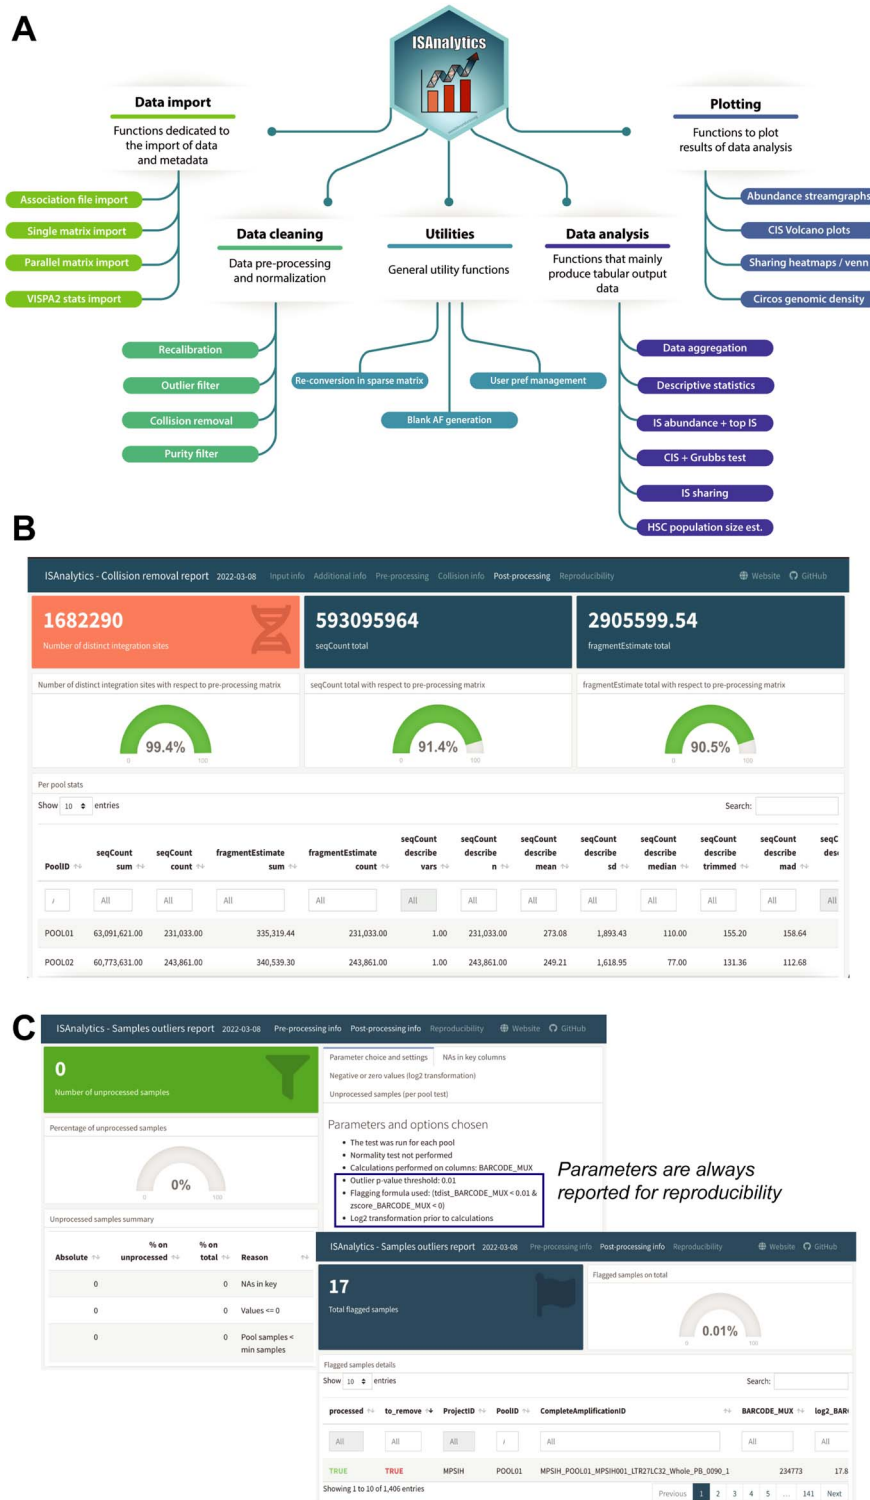 A
ISAnalytics
Data import
Functions dedicated to
the import of data
and metadata
Association file import
Single matrix import
Parallel matrix import
VISPA2 stats import
Data cleaning
Data pre-processing
and normalization
Recalibration
Outlier filter
Collision removal
Purity filter
Utilities
General utility functions
Re-conversion in sparse matrix
User pref management
Blank AF generation
Data analysis
Functions that mainly
produce tabular output
data
Data aggregation
Descriptive statistics
IS abundance + top IS
CIS + Grubbs test
IS sharing
HSC population size est.
Plotting
Functions to plot
results of data analysis
Abundance streamgraphs
CIS Volcano plots
Sharing heatmaps / venn
Circos genomic density
B
ISAnalytics - Collision removal report 2022-03-08 Input info Additional info Pre-processing Collision info Post-processing Reproducibility Website GitHub
1682290
Number of distinct integration sites
593095964
seqCount total
2905599.54
fragmentEstimate total
Number of distinct integration sites with respect to pre-processing matrix
99.4%
0 100
seqCount total with respect to pre-processing matrix
91.4%
0 100
fragmentEstimate total with respect to pre-processing matrix
90.5%
0 100
Per pool stats
Show 10 entries Search:
seqCount seqCount seqCount seqCount seqCount seqCount seqCount seqC
seqCount seqCount fragmentEstimate fragmentEstimate describe describe describe describe describe describe describe desc
PoolID sum count sum count vars n mean sd median trimmed mad
i All All All All All All All All All All All All
POOL01 63,091,621.00 231,033.00 335,319.44 231,033.00 1.00 231,033.00 273.08 1,893.43 110.00 155.20 158.64
POOL02 60,773,631.00 243,861.00 340,539.30 243,861.00 1.00 243,861.00 249.21 1,618.95 77.00 131.36 112.68
C
ISAnalytics - Samples outliers report 2022-03-08 Pre-processing info Post-processing info Reproducibility Website GitHub
0
Number of unprocessed samples
Percentage of unprocessed samples
0%
0 100
Unprocessed samples summary
% on % on
Absolute unprocessed total Reason
0 0 NAs in key
0 0 Values <= 0
0 0 Pool samples <
min samples
Parameter choice and settings NAs in key columns
Negative or zero values (log2 transformation)
Unprocessed samples (per pool test)
Parameters and options chosen
• The test was run for each pool
• Normality test not performed
• Calculations performed on columns: BARCODE_MUX
• Outlier p-value threshold: 0.01
• Flagging formula used: (tdist_BARCODE_MUX < 0.01 &
zscore_BARCODE_MUX < 0)
• Log2 transformation prior to calculations
Parameters are always
reported for reproducibility
ISAnalytics - Samples outliers report 2022-03-08 Pre-processing info Post-processing info Reproducibility Website GitHub
17
Total flagged samples
Flagged samples on total
0.01%
0 100
Flagged samples details
Show 10 entries Search:
processed to_remove ProjectID PoolID CompleteAmplificationID BARCODE_MUX log2_BAR
All All All i All All All
TRUE TRUE MPSIH POOL01 MPSIH_POOL01_MPSIH001_LTR27LC32_Whole_PB_0090_1 234773 17.8
Showing 1 to 10 of 1,406 entries Previous 1 2 3 4 5 ... 141 Next